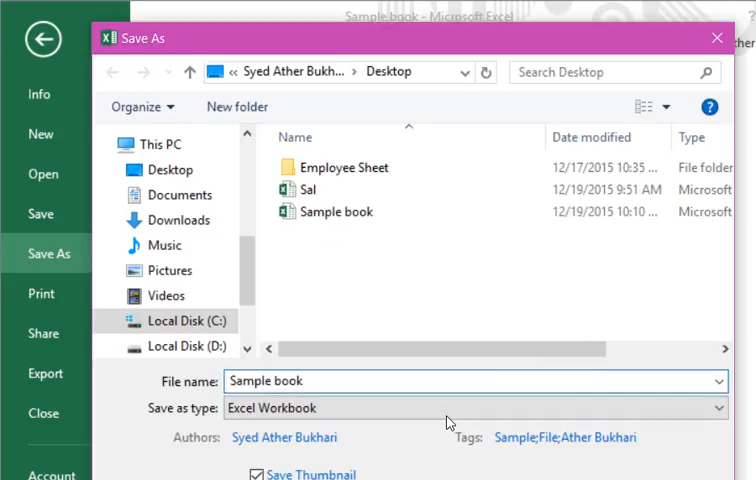 Sample book - Microsoft Excel
?
Save As
ther
« Syed Ather Bukh... > Desktop
Search Desktop
Organize
New folder
?
Info
New
Open
Save
Save As
Print
Share
Export
Close
Account
This PC
Desktop
Documents
Downloads
Music
Pictures
Videos
Local Disk (C:)
Local Disk (D:)
Name
Date modified
Type
Employee Sheet
12/17/2015 10:35 ...
File folder
Sal
12/19/2015 9:51 AM
Microsoft
Sample book
12/19/2015 10:10 ...
Microsoft
File name:
Sample book
Save as type:
Excel Workbook
Authors:
Syed Ather Bukhari
Tags:
Sample;File;Ather Bukhari
Save Thumbnail